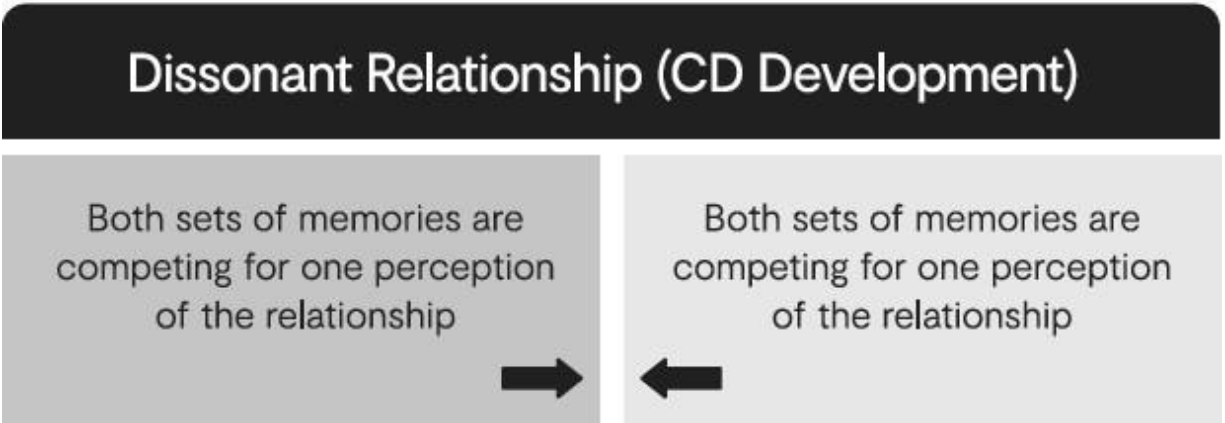 Dissonant Relationship (CD Development)
Both sets of memories are
competing for one perception
of the relationship
Both sets of memories are
competing for one perception
of the relationship